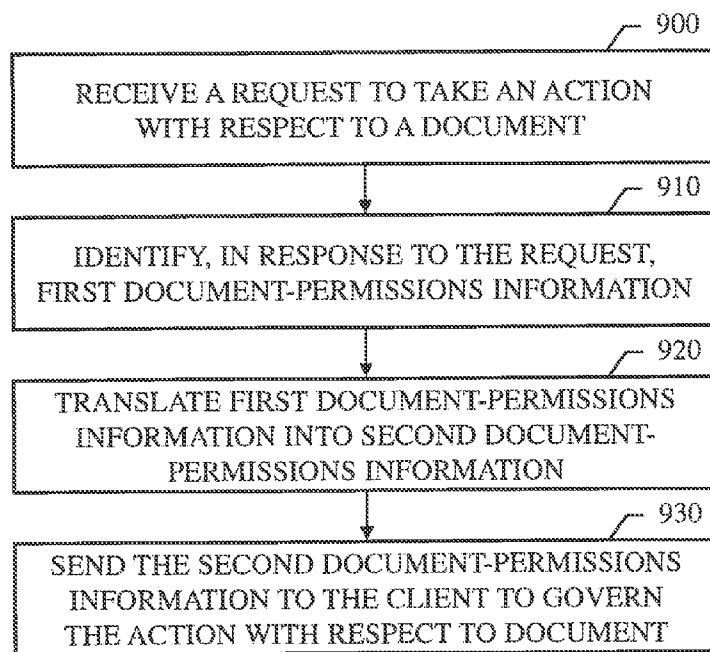 900
RECEIVE A REQUEST TO TAKE AN ACTION
WITH RESPECT TO A DOCUMENT
910
IDENTIFY, IN RESPONSE TO THE REQUEST,
FIRST DOCUMENT-PERMISSIONS INFORMATION
920
TRANSLATE FIRST DOCUMENT-PERMISSIONS
INFORMATION INTO SECOND DOCUMENT-
PERMISSIONS INFORMATION
930
SEND THE SECOND DOCUMENT-PERMISSIONS
INFORMATION TO THE CLIENT TO GOVERN
THE ACTION WITH RESPECT TO DOCUMENT